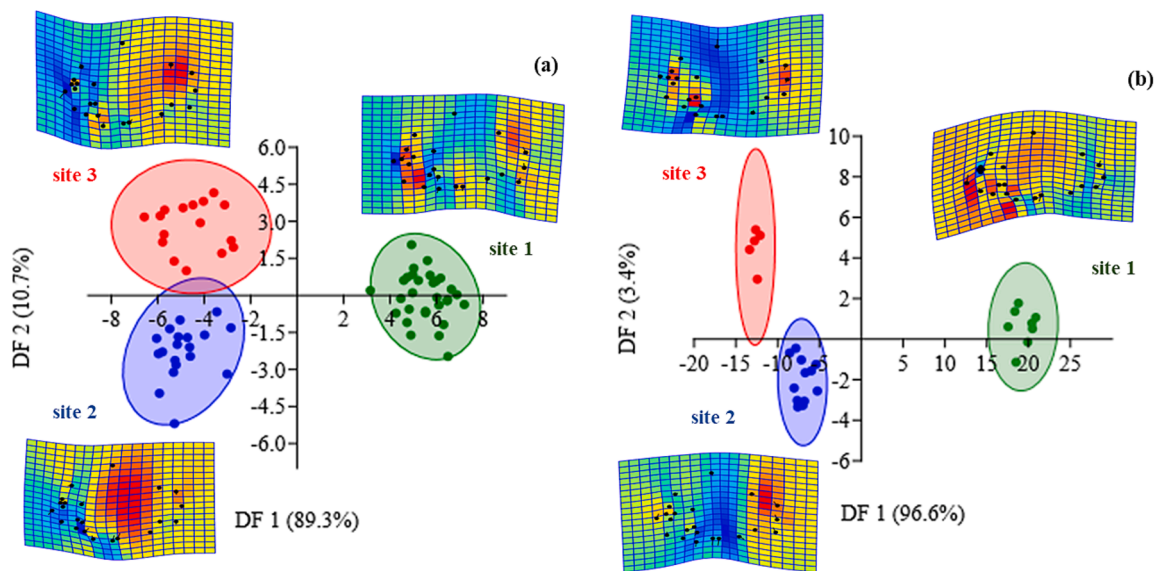 (a)
site 3
site 1
site 2
6.0
4.5
3.0
1.5
-1.5
-3.0
-4.5
-6.0
-8 -6 -4 -2 2 4 6 8
DF 2 (10.7%)
DF 1 (89.3%)
(b)
site 3
site 1
site 2
10
8
6
4
2
-2
-4
-6
-20 -15 -10 -5 5 10 15 20 25
DF 2 (3.4%)
DF 1 (96.6%)